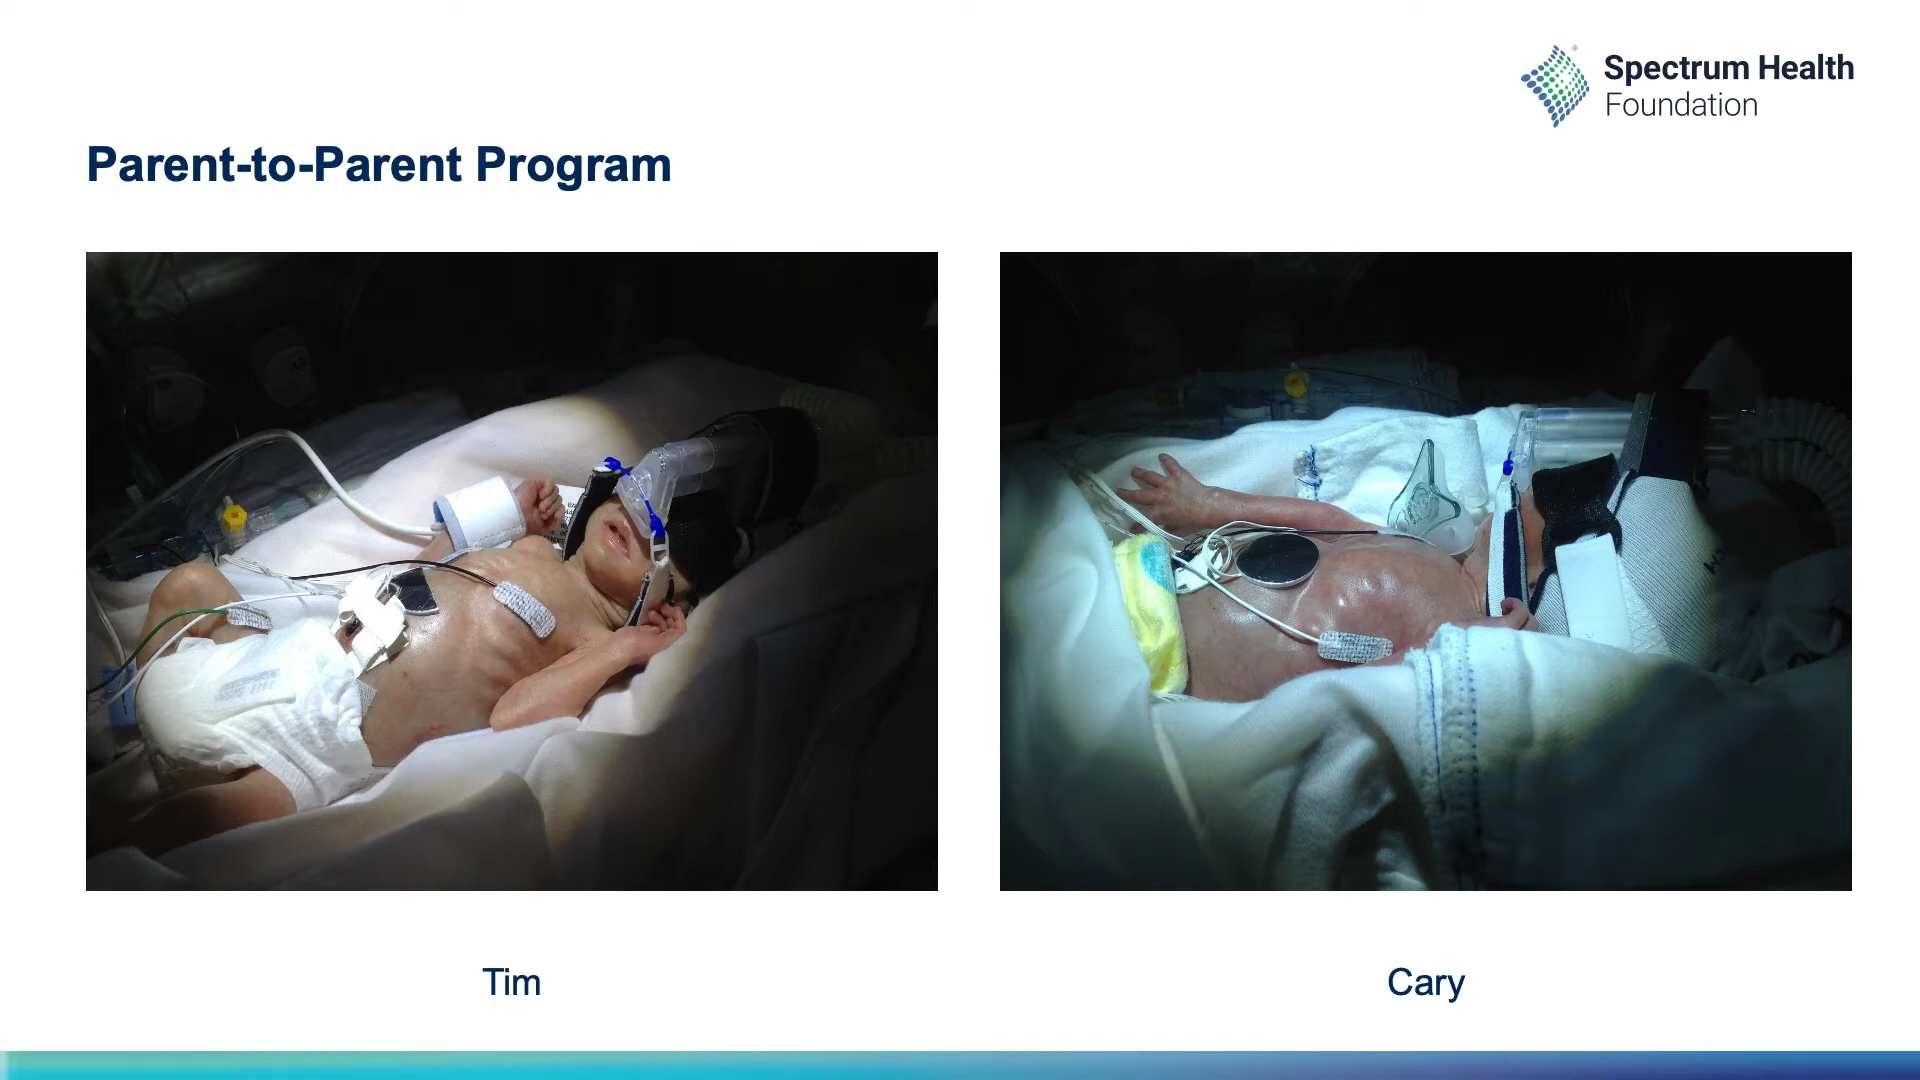 Spectrum Health
Foundation
Parent-to-Parent Program
Tim
Cary